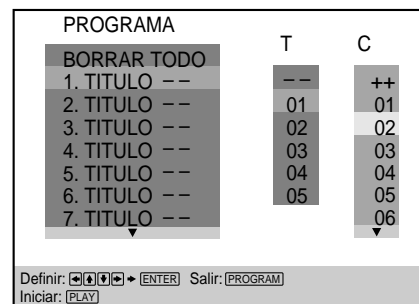 PROGRAMA
T C
BORRAR TODO
1. TITULO – – – – ++
2. TITULO – – 01 01
3. TITULO – – 02 02
4. TITULO – – 03 03
5. TITULO – – 04 04
6. TITULO – – 05 05
7. TITULO – – 06
Definir: ENTER Salir: PROGRAM
Iniciar: PLAY